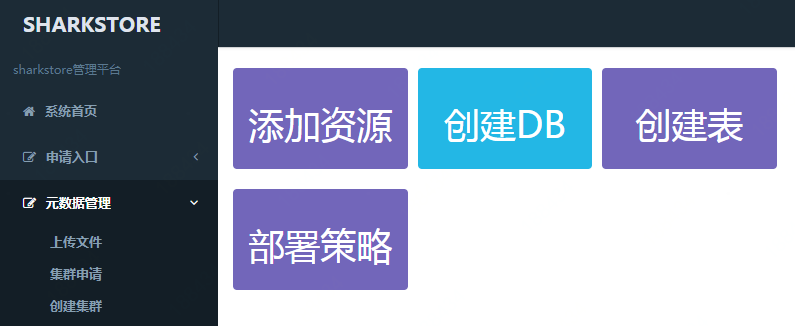 SHARKSTORE
sharkstore管理平台
系统首页
申请入口
元数据管理
上传文件
集群申请
创建集群
添加资源
创建DB
创建表
部署策略